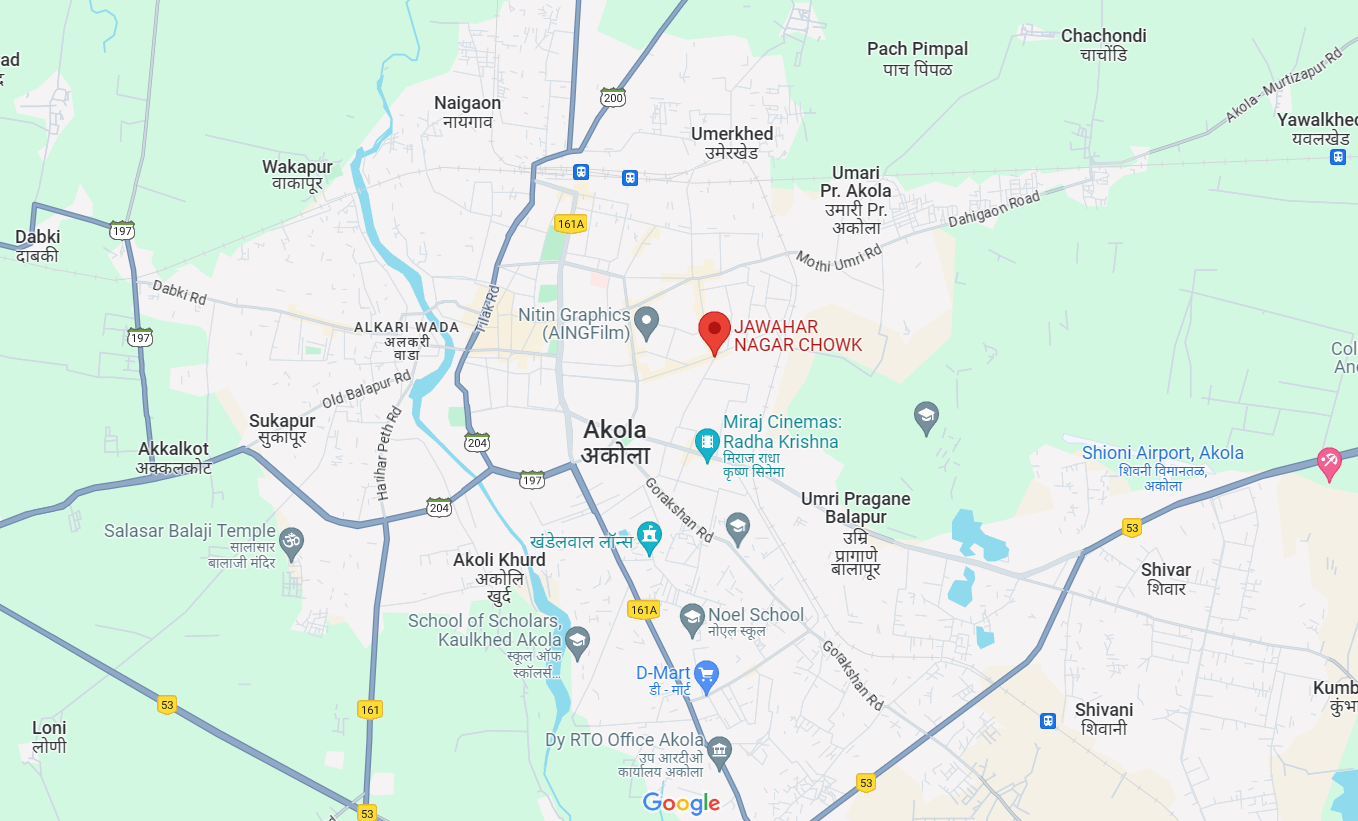 Chachondi
चाचोंडि
Pach Pimpal
पाच पिंपळ
Akola - Murtizapur Rd
Naigaon
नायगाव
200
Umerkhed
उमेरखेड
Yawalkhed
यवलखेड
Wakapur
वाकापूर
Umari
Pr. Akola
उमारी Pr.
अकोला
Dahigaon Road
161A
197
Dabki
दाबकी
Mothi Umri Rd
Dabki Rd
Tilak Rd
Nitin Graphics
(AINGFilm)
JAWAHAR
NAGAR CHOWK
ALKARI WADA
अलकरी
वाडा
197
Old Balapur Rd
Sukapur
सुकापूर
Akola
अकोला
Miraj Cinemas:
Radha Krishna
मिराज राधा
कृष्ण सिनेमा
204
Akkalkot
अक्कलकोट
Harihar Peth Rd
Shioni Airport, Akola
शिवनी विमानतळ,
अकोला
197
204
Gorakshan Rd
Umri Pragane
Balapur
उम्रि
प्रागाणे
बालापूर
53
Salasar Balaji Temple
सालासार
बालाजी मंदिर
खंडेलवाल लॉन्स
Akoli Khurd
अकोलि
खुर्द
Shivar
शिवार
161A
School of Scholars,
Kaulkhed Akola
स्कूल ऑफ
स्कॉलर्स...
Noel School
नोएल स्कूल
Gorakshan Rd
D-Mart
डी - मार्ट
53
161
Loni
लोणी
Shivani
शिवानी
Dy RTO Office Akola
उप आरटीओ
कार्यालय अकोला
53
53
Google